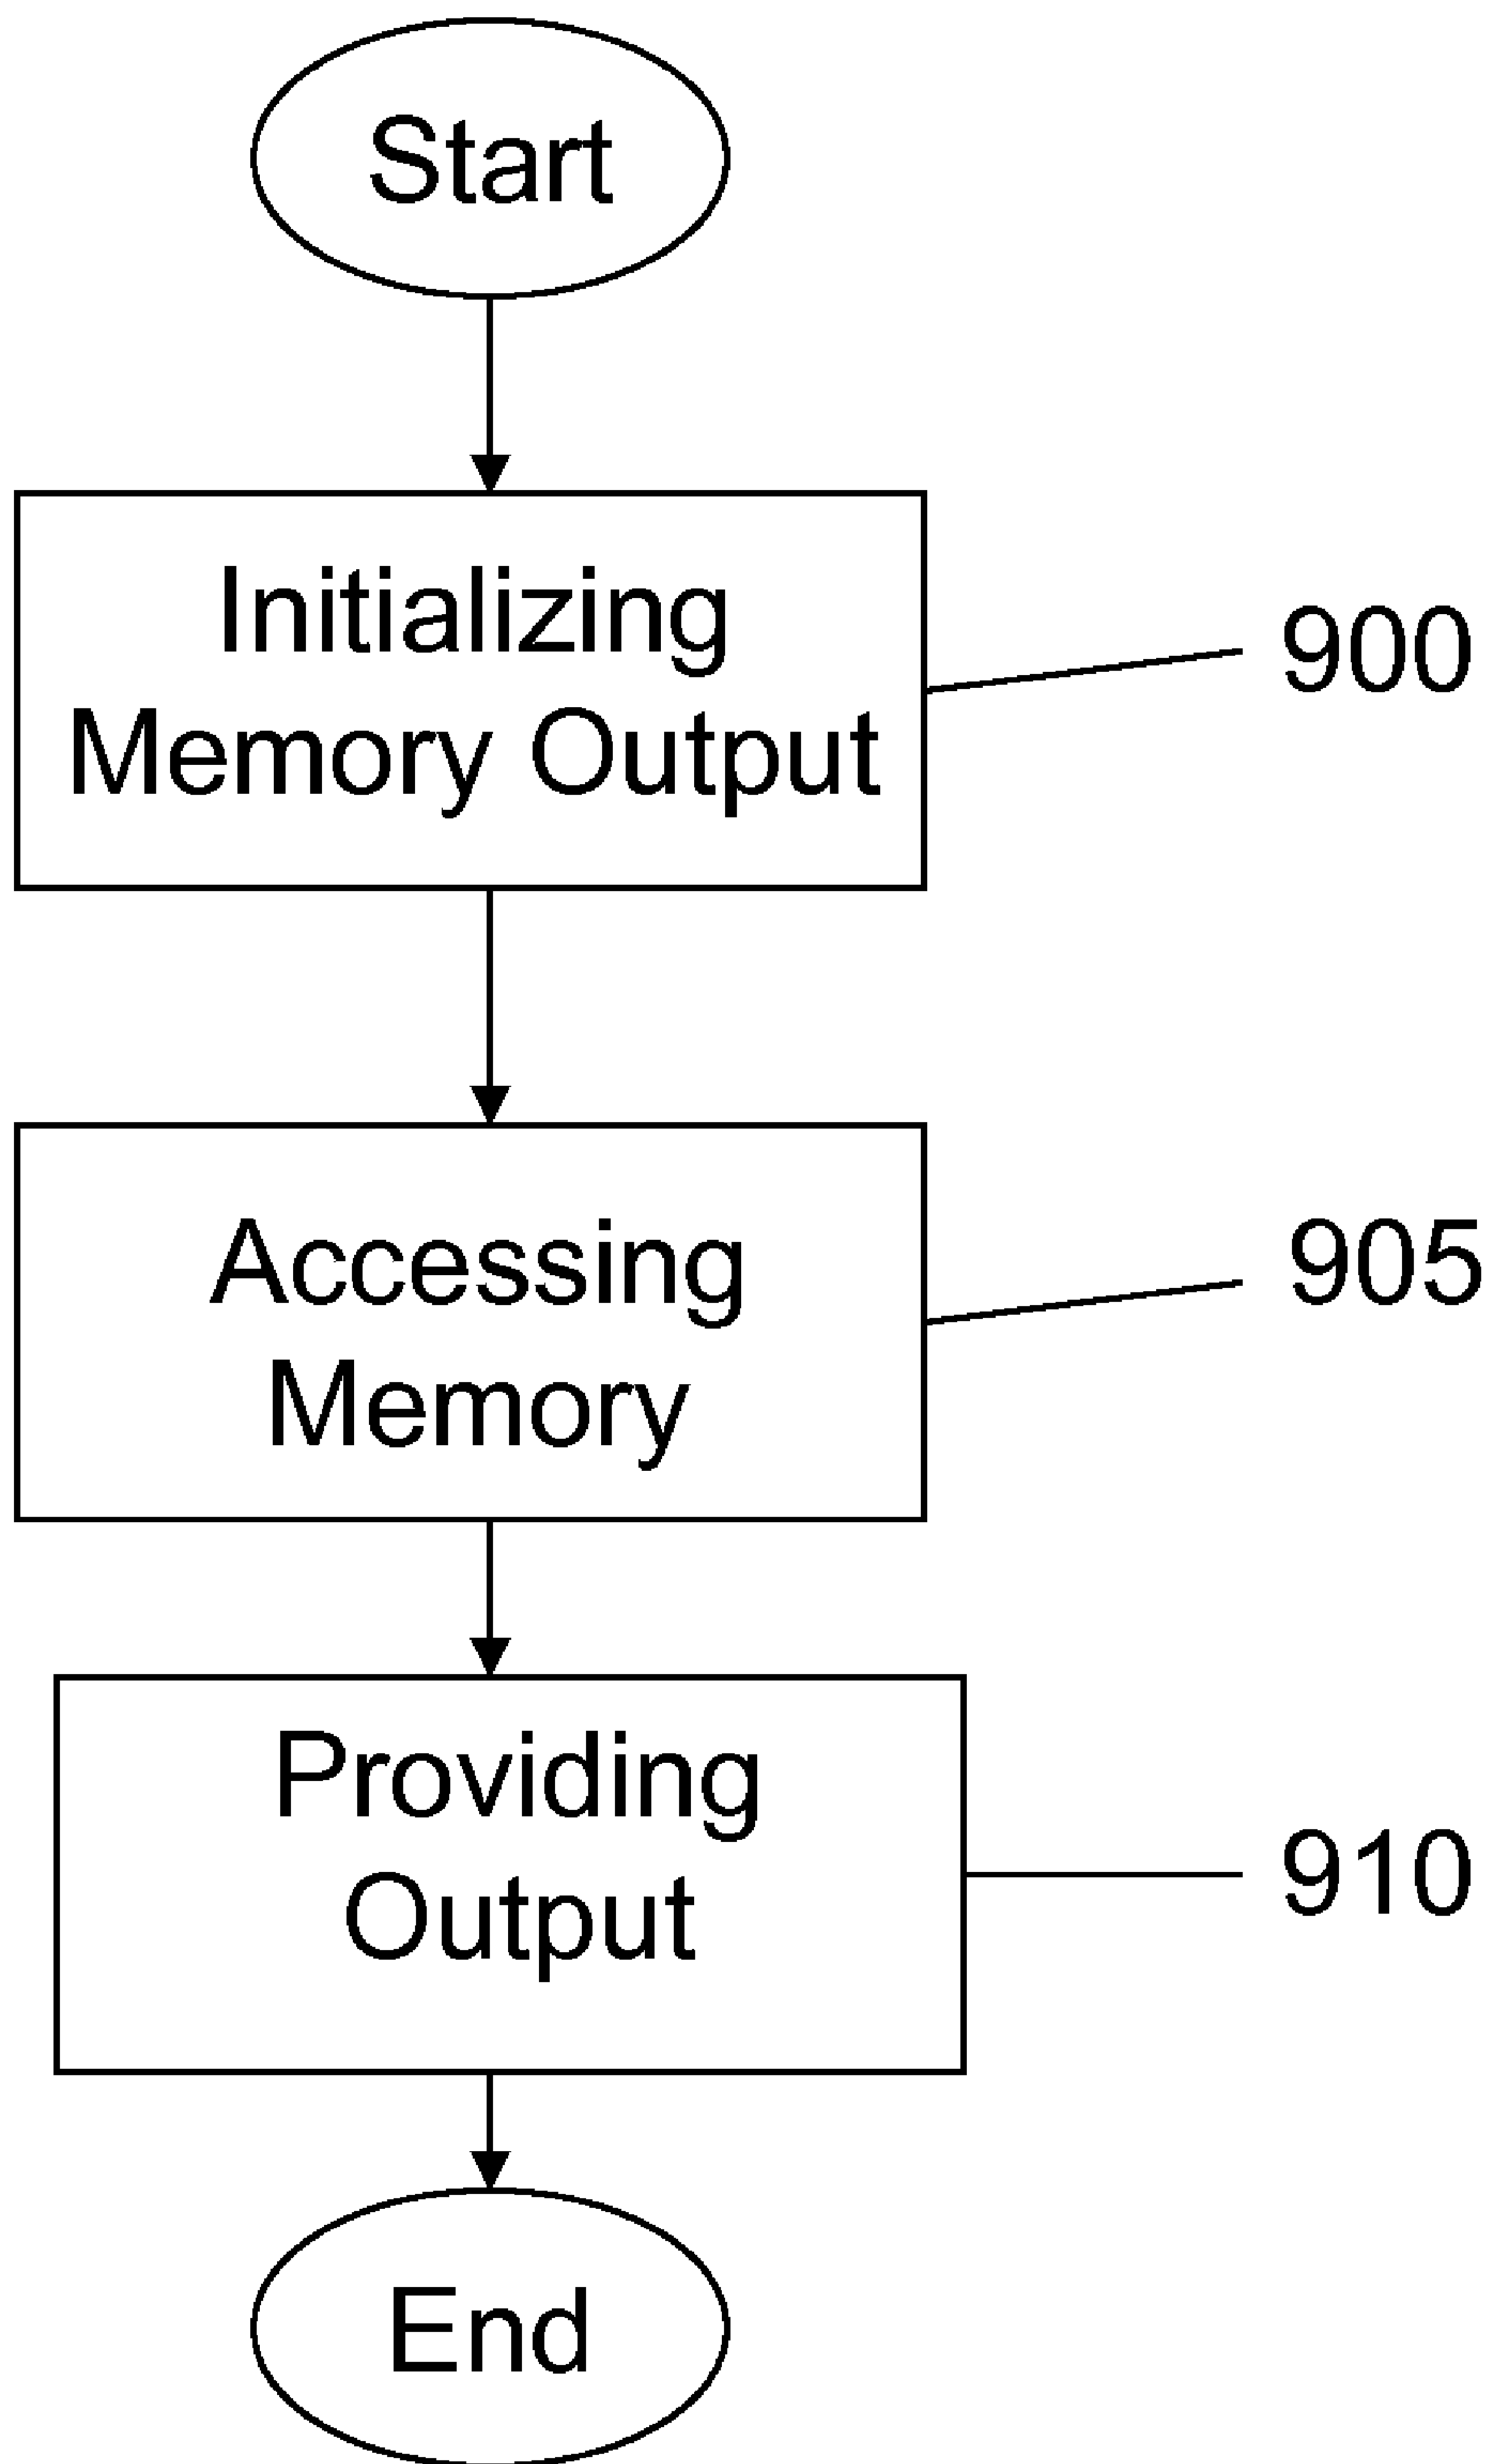 Start
Initializing
Memory Output
900
Accessing
Memory
905
Providing
Output
910
End